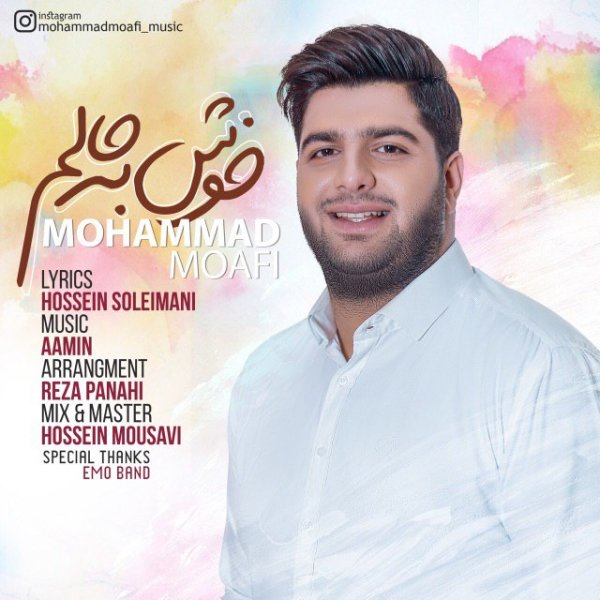 instagram
mohammadmoafi_music
خوش به حالم
MOHAMMAD
MOAFI
LYRICS
HOSSEIN SOLEIMANI
MUSIC
AAMIN
ARRANGMENT
REZA PANAHI
MIX & MASTER
HOSSEIN MOUSAVI
SPECIAL THANKS
EMO BAND